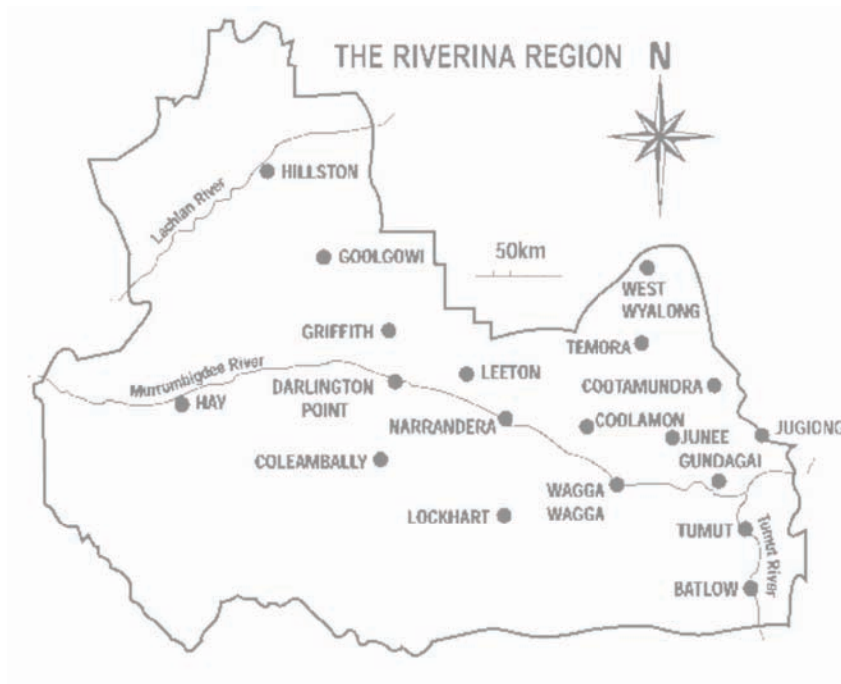 THE RIVERINA REGION
N
HILLSTON
Lachlan River
GOOLGOWI
50km
WEST
WYALONG
GRIFFITH
TEMORA
LEETON
Murrumbigdee River
DARLINGTON
POINT
COOTAMUNDRA
HAY
NARRANDERA
COOLAMON
JUNEE
JUGIONG
COLEAMBALLY
GUNDAGAI
WAGGA
WAGGA
LOCKHART
TUMUT
Tumut River
BATLOW